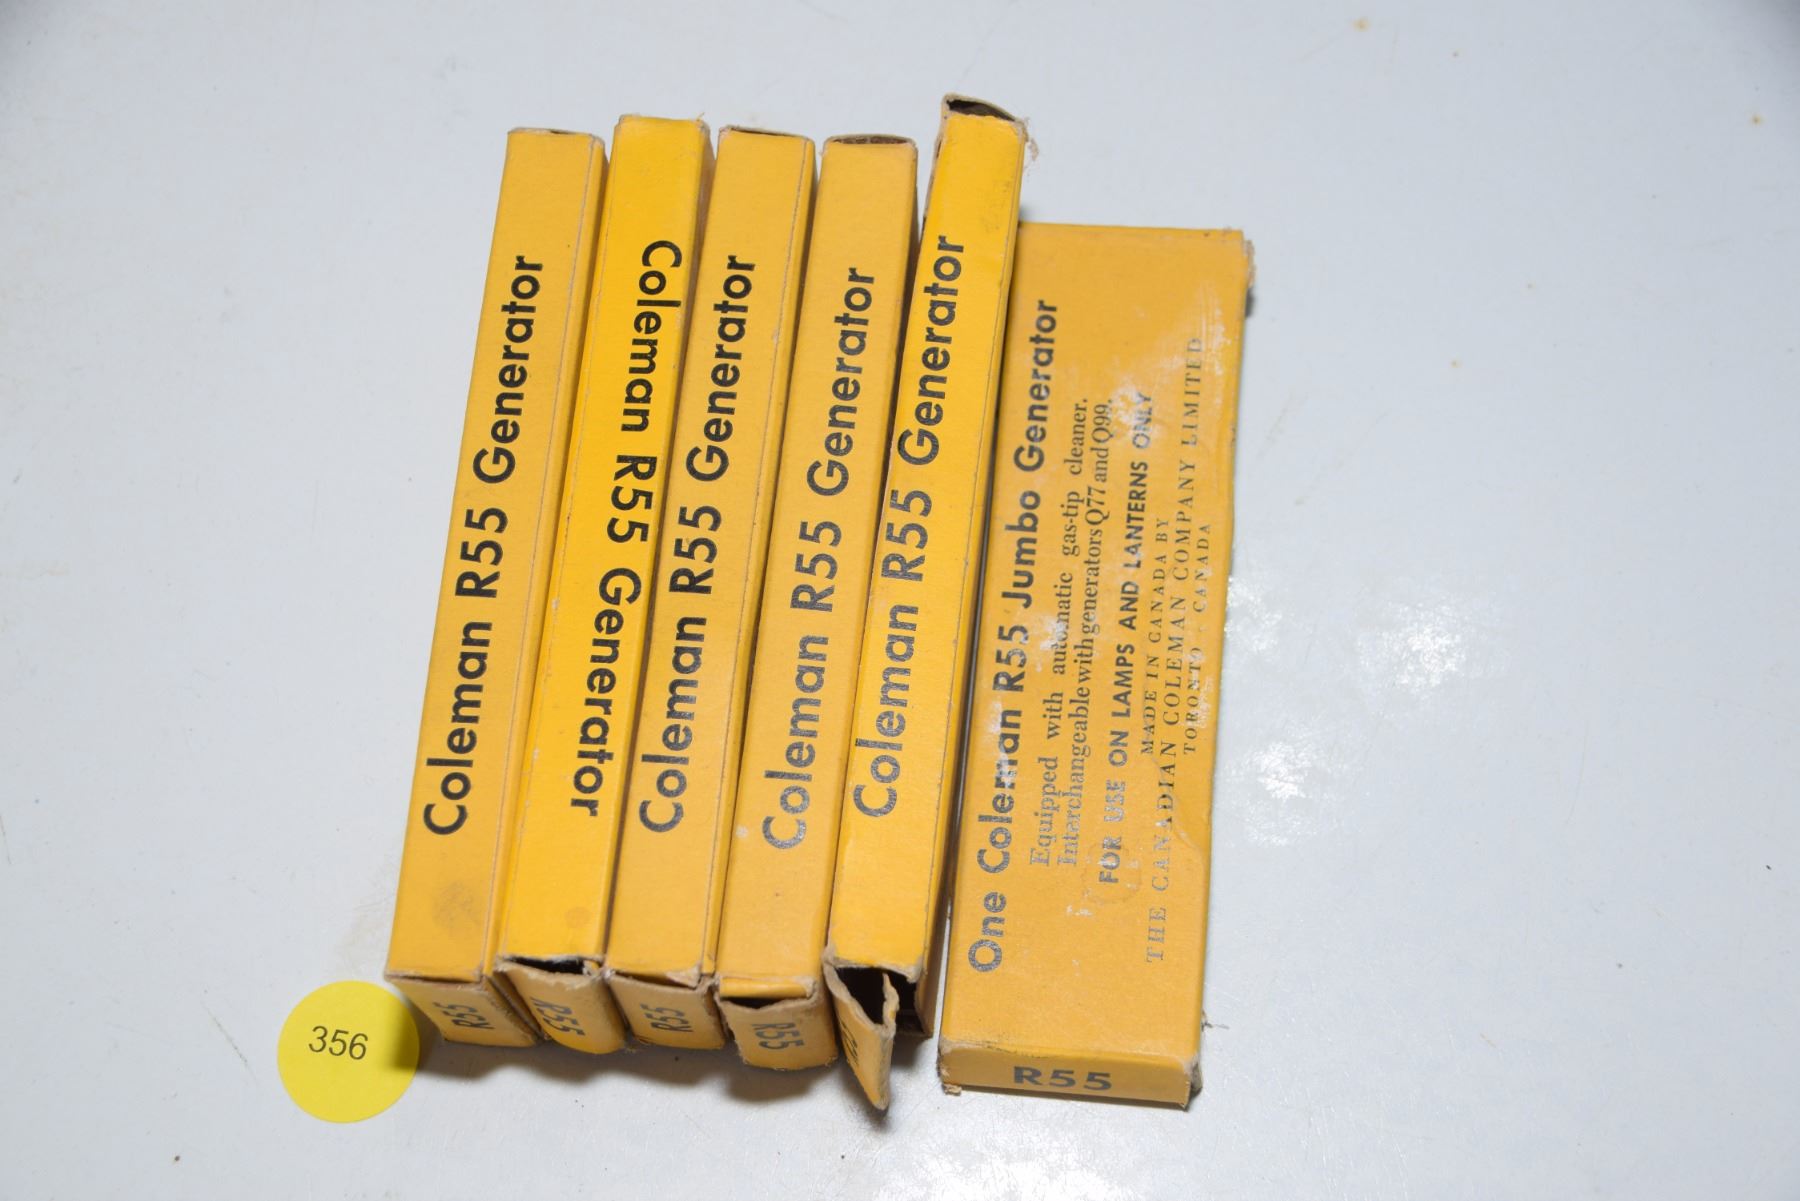 Coleman R55 Generator
Coleman R55 Generator
Coleman R55 Generator
Coleman R55 Generator
Coleman R55 Generator
One Coleman R55 Jumbo Generator
Equipped with automatic gas-tip cleaner.
Interchangeable with generators Q77 and Q99.
FOR USE ON LAMPS AND LANTERNS ONLY
MADE IN CANADA BY
THE CANADIAN COLEMAN COMPANY LIMITED
TORONTO, CANADA
R55
R55
R55
R55
R55
356